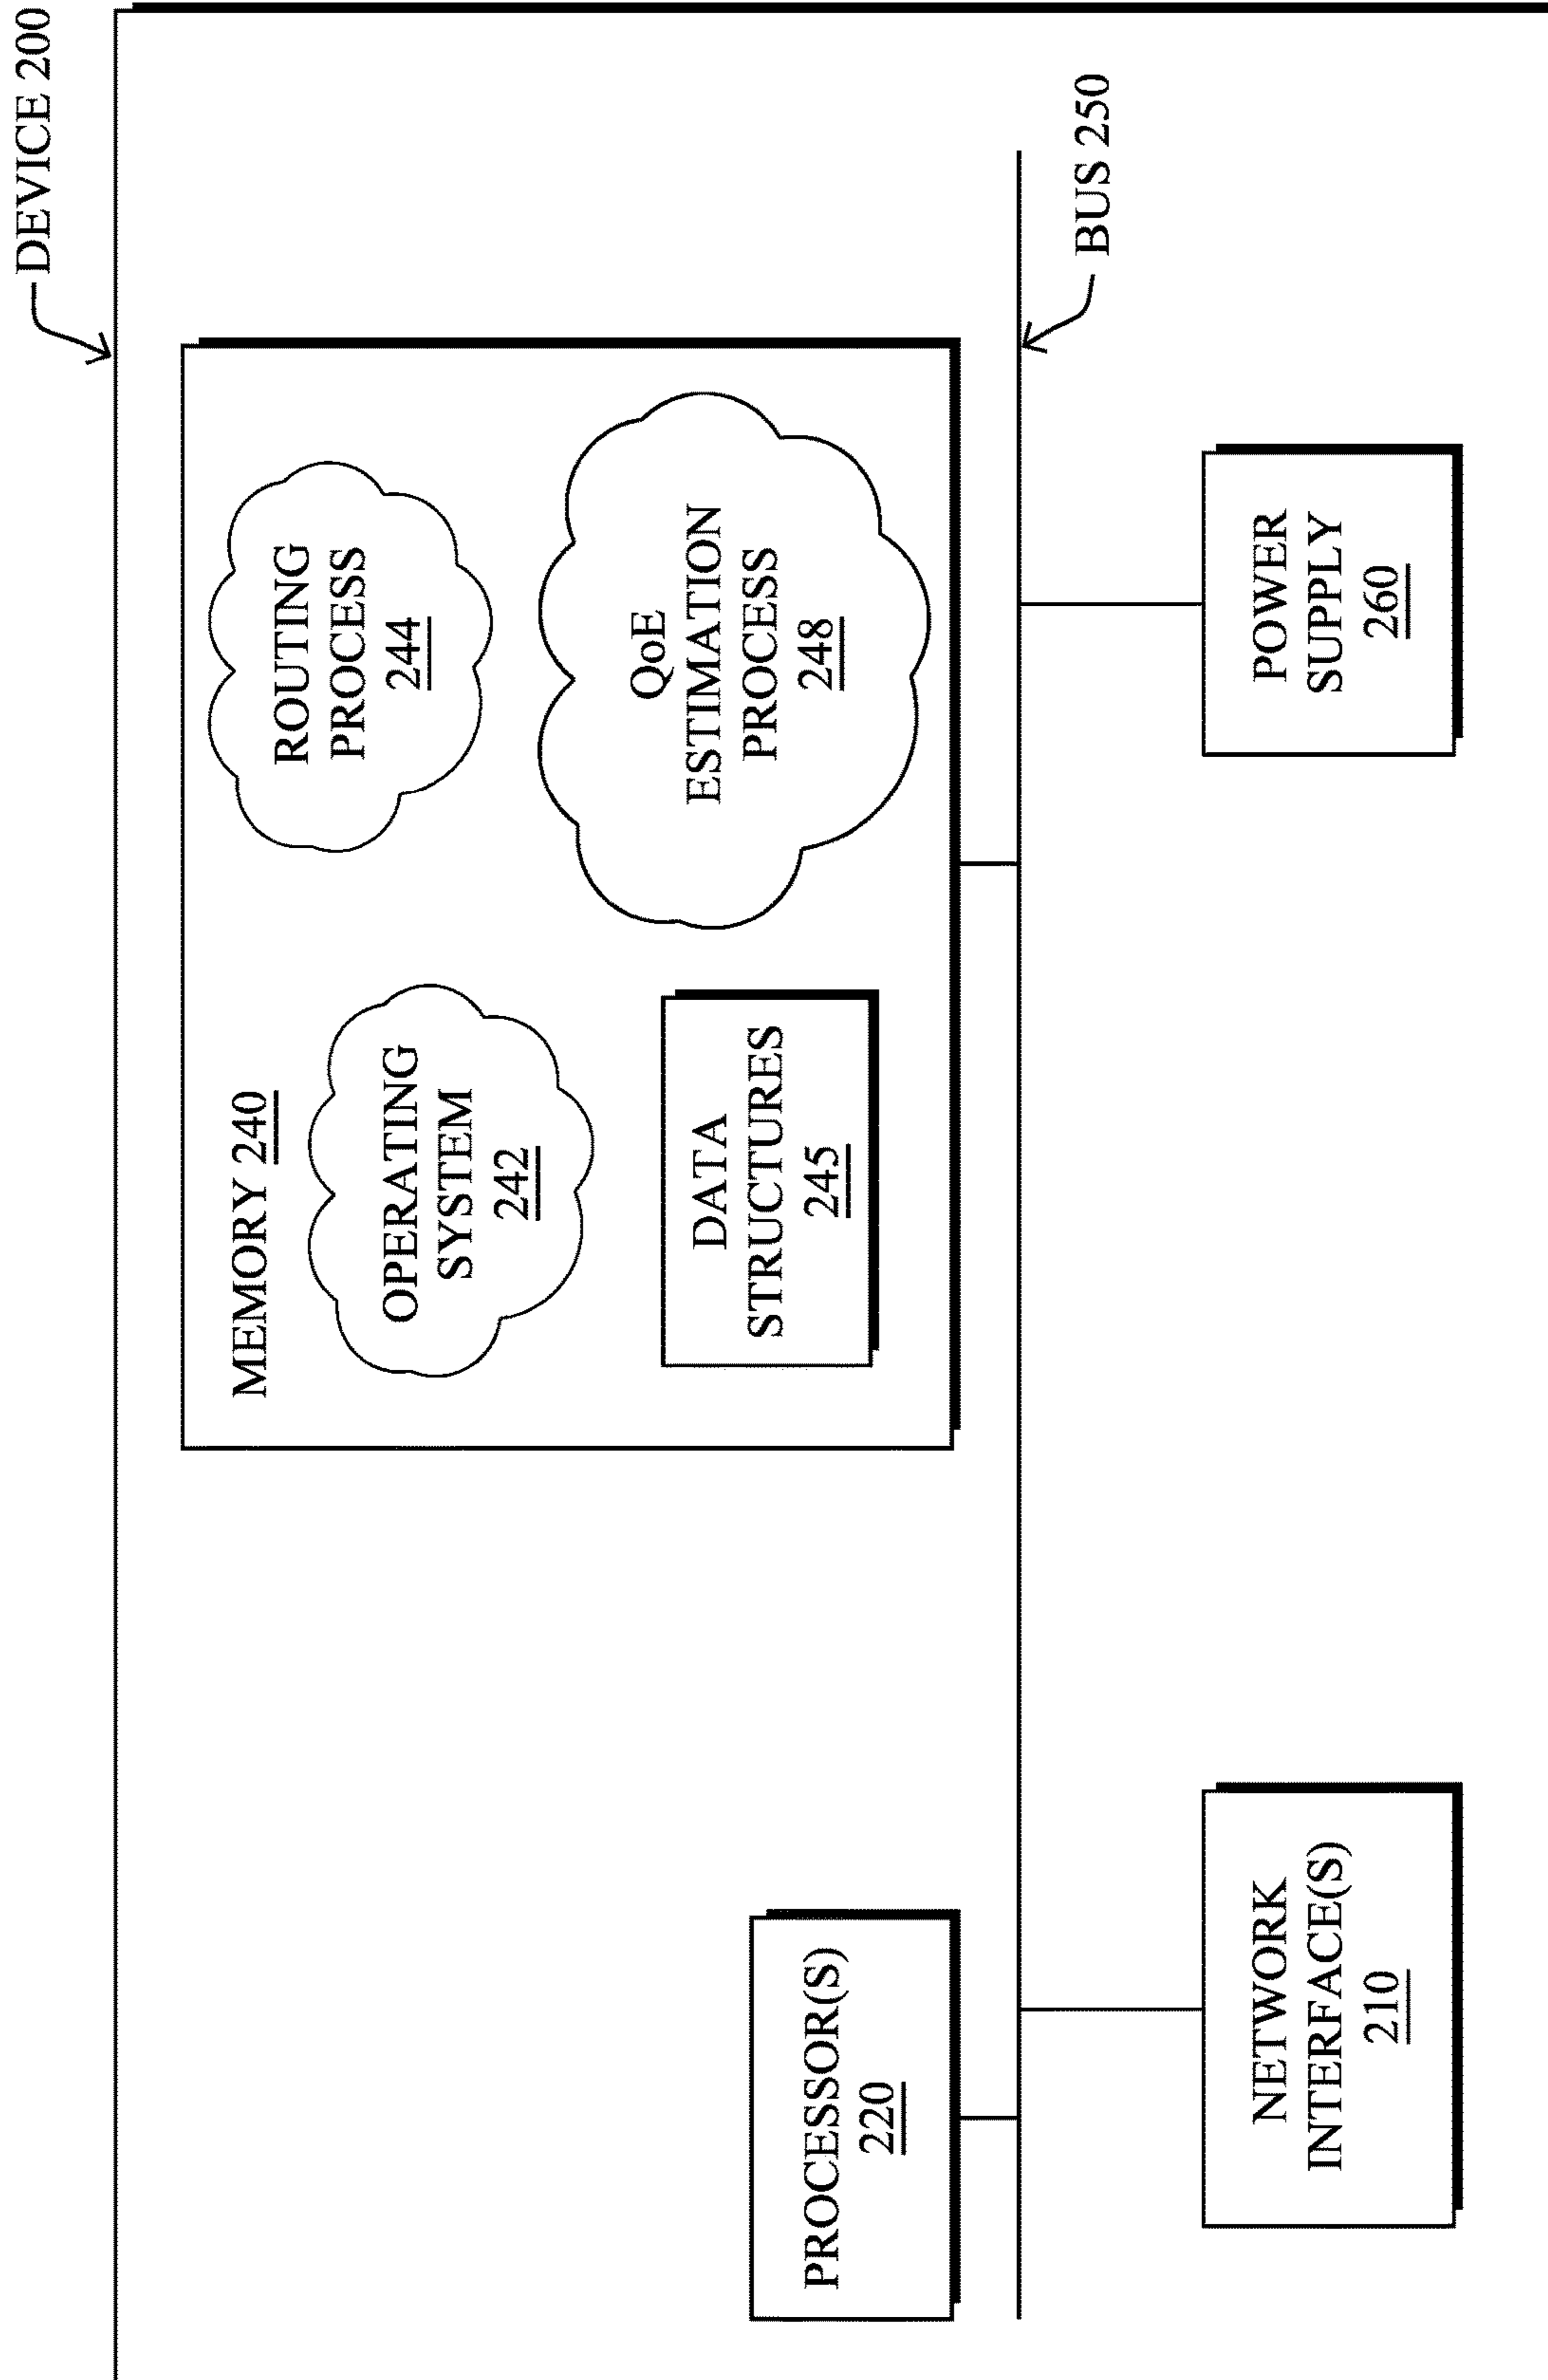 DEVICE 200
MEMORY 240
OPERATING
SYSTEM
242
ROUTING
PROCESS
244
DATA
STRUCTURES
245
QoE
ESTIMATION
PROCESS
248
PROCESSOR(S)
220
BUS 250
NETWORK
INTERFACE(S)
210
POWER
SUPPLY
260